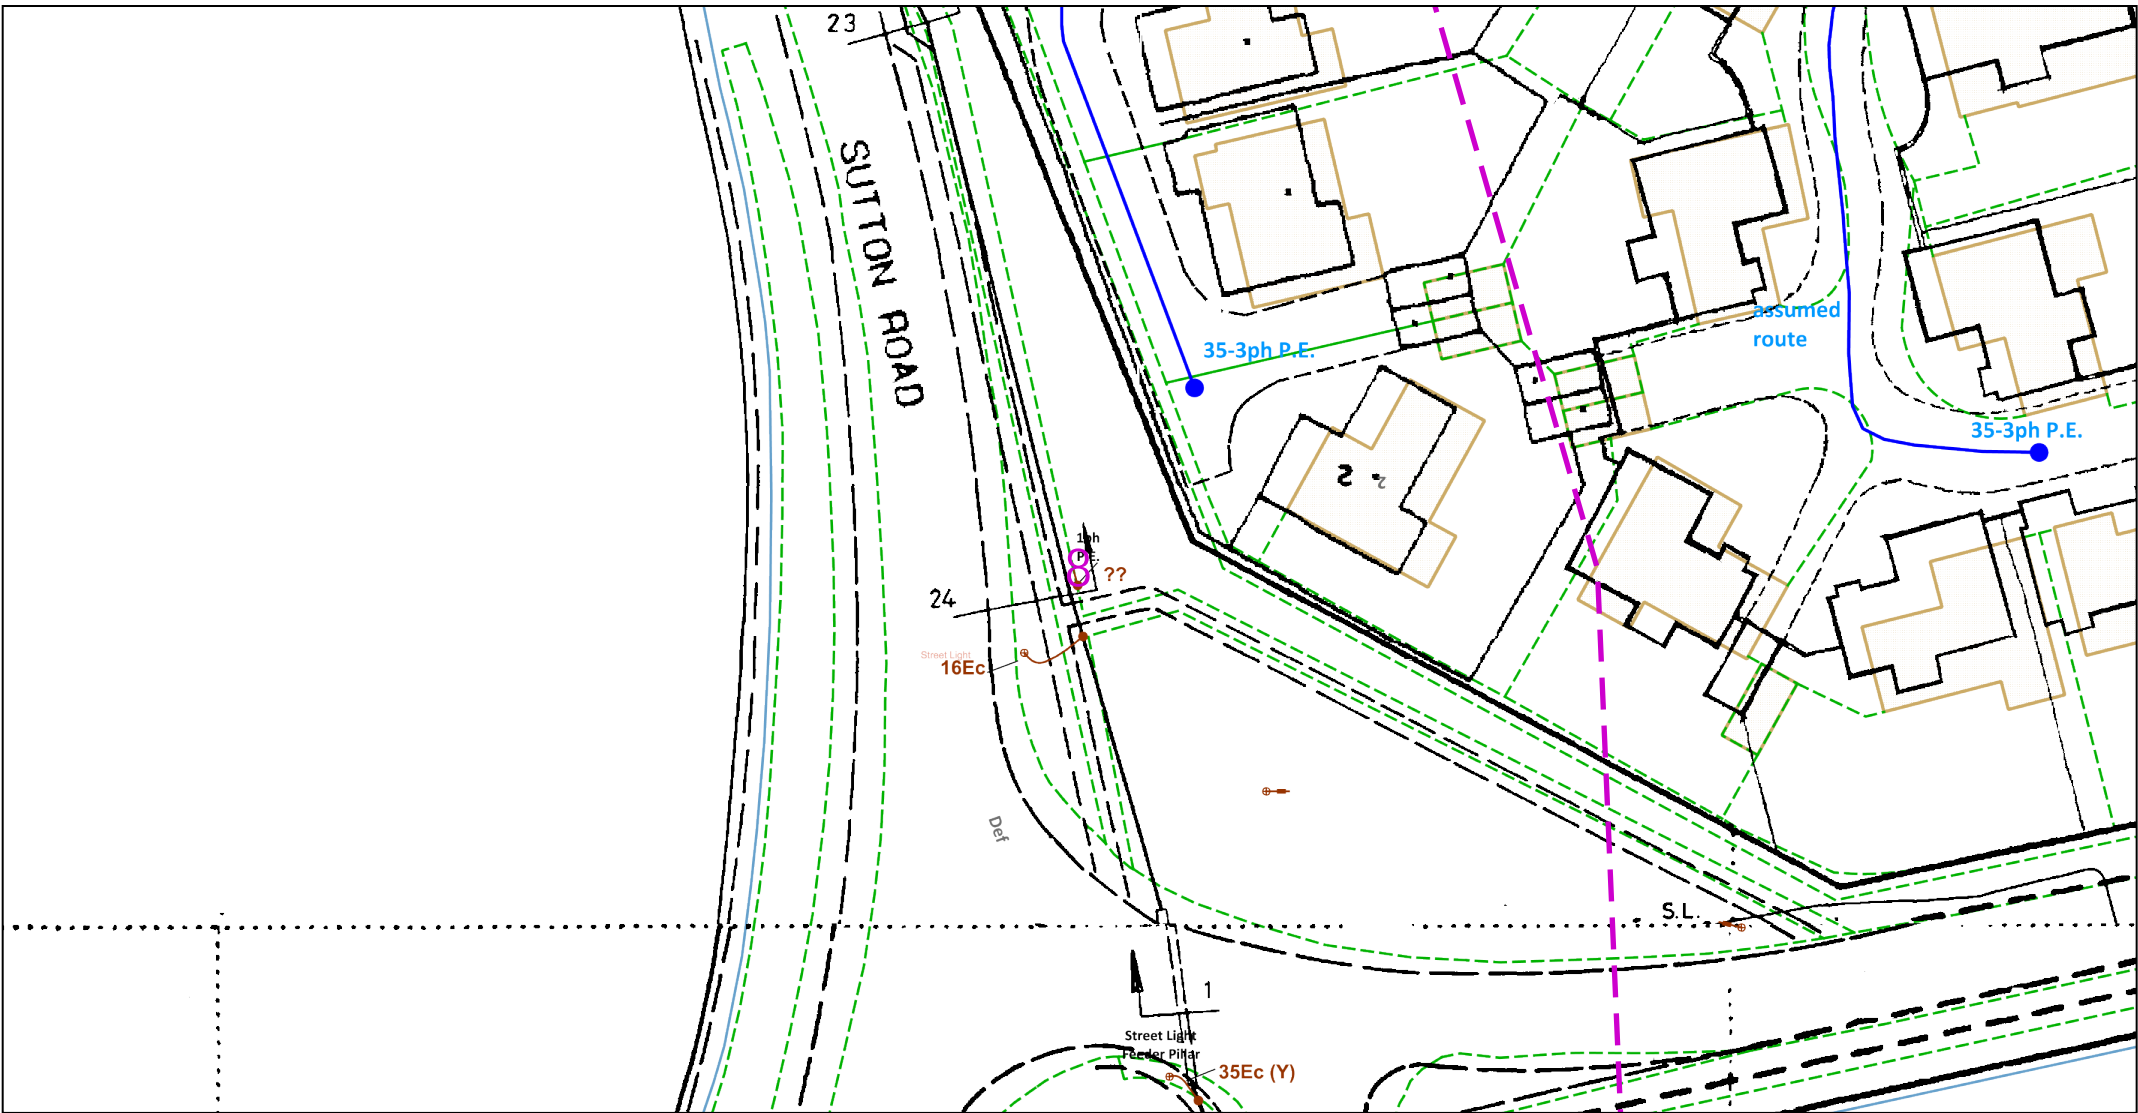 23
SUTTON ROAD
assumed
route
35-3ph P.E.
35-3ph P.E.
2
2
1ph
P.E.
??
24
Street Light
16Ec
Def
S.L.
1
Street Light
Feeder Pillar
35Ec (Y)